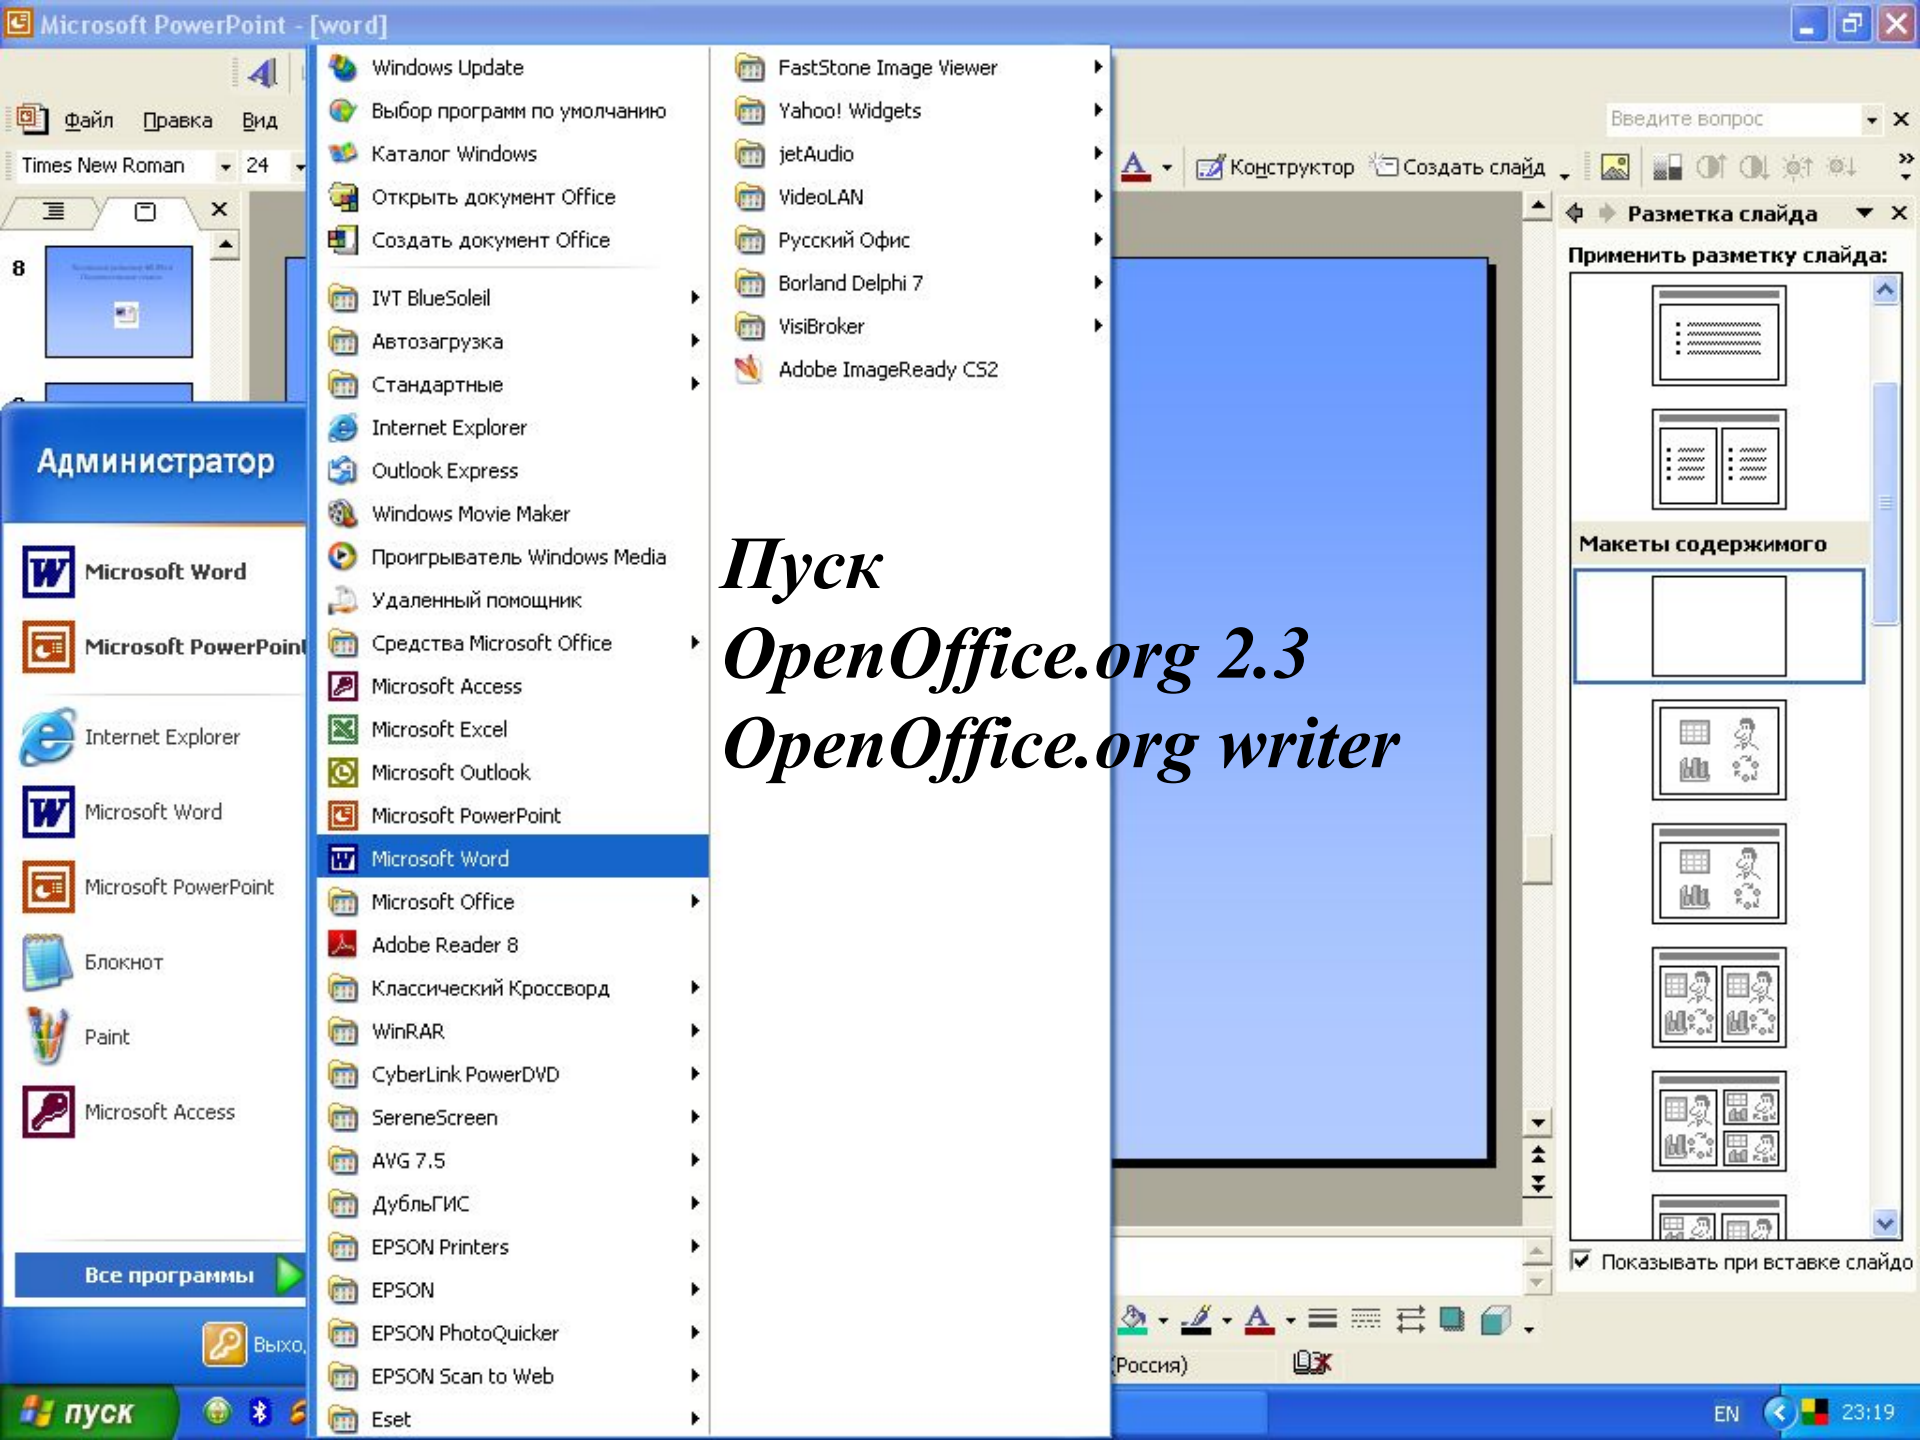 Microsoft PowerPoint - [word]
Файл Правка Вид
Введите вопрос
Times New Roman 24
Конструктор Создать слайд
8
Разметка слайда
Применить разметку слайда:
Макеты содержимого
Показывать при вставке слайдо
Администратор
Microsoft Word
Microsoft PowerPoint
Internet Explorer
Microsoft Word
Microsoft PowerPoint
Блокнот
Paint
Microsoft Access
Все программы
Выхо
Windows Update
Выбор программ по умолчанию
Каталог Windows
Открыть документ Office
Создать документ Office
IVT BlueSoleil
Автозагрузка
Стандартные
Internet Explorer
Outlook Express
Windows Movie Maker
Проигрыватель Windows Media
Удаленный помощник
Средства Microsoft Office
Microsoft Access
Microsoft Excel
Microsoft Outlook
Microsoft PowerPoint
Microsoft Word
Microsoft Office
Adobe Reader 8
Классический Кроссворд
WinRAR
CyberLink PowerDVD
SereneScreen
AVG 7.5
ДубльГИС
EPSON Printers
EPSON
EPSON PhotoQuicker
EPSON Scan to Web
Eset
FastStone Image Viewer
Yahoo! Widgets
jetAudio
VideoLAN
Русский Офис
Borland Delphi 7
VisiBroker
Adobe ImageReady CS2
Пуск
OpenOffice.org 2.3
OpenOffice.org writer
(Россия)
пуск
EN 23:19